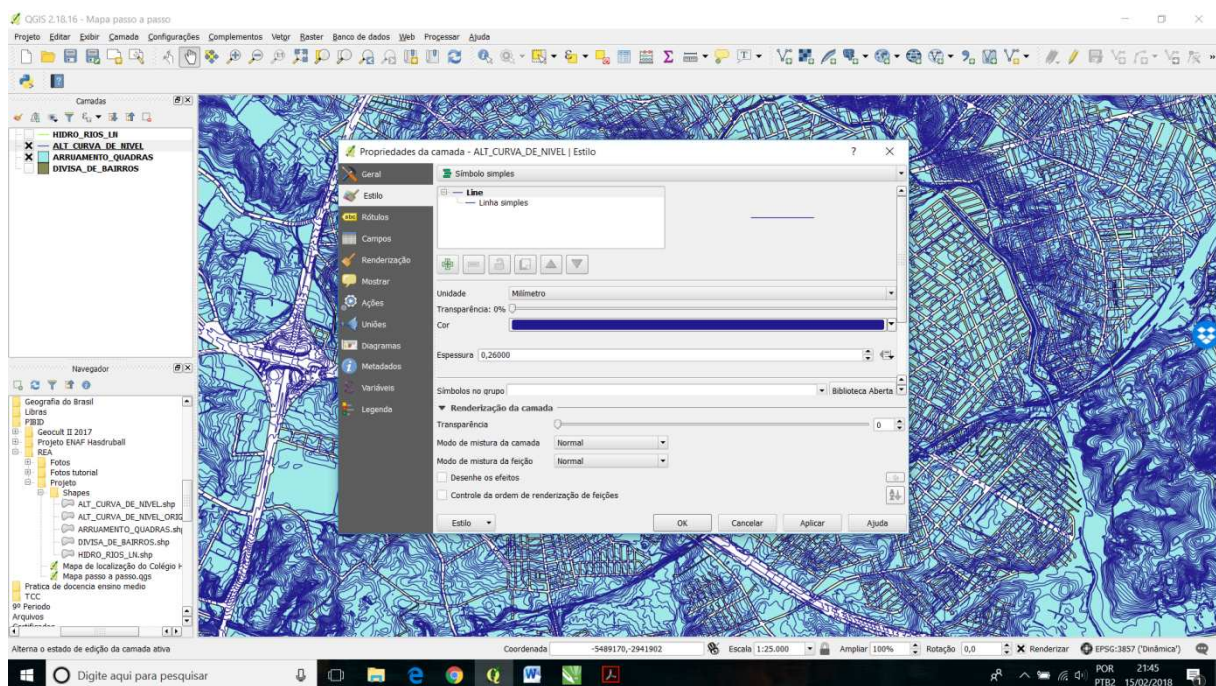 QGIS 2.18.16 - Mapa passo a passo
Projeto Editar Exibir Camada Configurações Complementos Vetor Raster Banco de dados Web Processar Ajuda
Camadas
HIDRO_RIOS_LN
ALT_CURVA_DE_NIVEL
ARRUAMENTO_QUADRAS
DIVISA_DE_BAIRROS
Navegador
Geografia do Brasil
Libras
PIBID
Geocult II 2017
Projeto ENAF Hasdruball
REA
Fotos
Fotos tutorial
Projeto
Shapes
ALT_CURVA_DE_NIVEL.shp
ALT_CURVA_DE_NIVEL_ORIG
ARRUAMENTO_QUADRAS.sh
DIVISA_DE_BAIRROS.shp
HIDRO_RIOS_LN.shp
Mapa de localização do Colégio H
Mapa passo a passo.qgs
Pratica de docencia ensino medio
TCC
9º Periodo
Arquivos
Propriedades da camada - ALT_CURVA_DE_NIVEL | Estilo
? 
Geral
Estilo
abc Rótulos
Campos
Renderização
Mostrar
Ações
Uniões
Diagramas
Metadados
Variáveis
Legenda
Símbolo simples
Line
Linha simples
Unidade Milímetro
Transparência: 0%
Cor
Espessura 0,26000
Símbolos no grupo Biblioteca Aberta
Renderização da camada
Transparência 0
Modo de mistura da camada Normal
Modo de mistura da feição Normal
Desenhe os efeitos
Controle da ordem de renderização de feições
Estilo OK Cancelar Aplicar Ajuda
Alterna o estado de edição da camada ativa Coordenada -5489170,-2941902 Escala 1:25.000 Ampliar 100% Rotação 0,0 Renderizar EPSG:3857 ('Dinâmica')
Digite aqui para pesquisar
POR 21:45
PTB2 15/02/2018